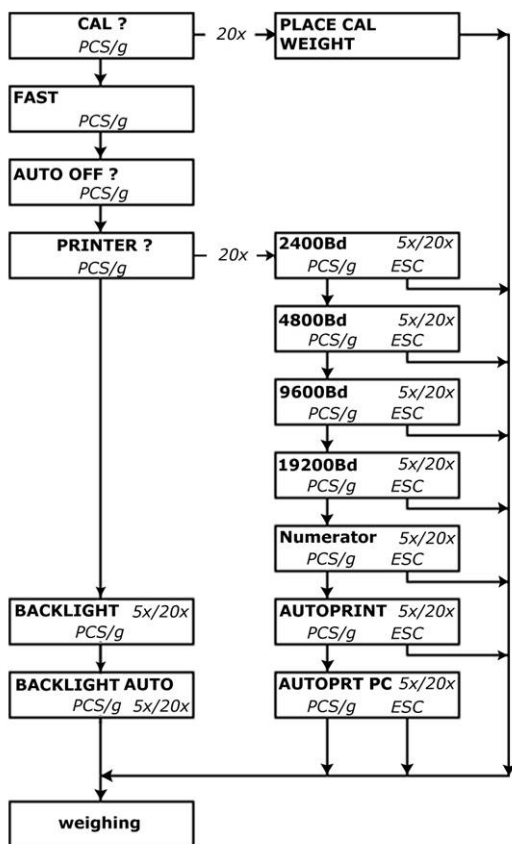 CAL ?
PCS/g
20x
PLACE CAL
WEIGHT
FAST
PCS/g
AUTO OFF ?
PCS/g
PRINTER ?
PCS/g
20x
2400Bd 5x/20x
PCS/g ESC
4800Bd 5x/20x
PCS/g ESC
9600Bd 5x/20x
PCS/g ESC
19200Bd 5x/20x
PCS/g ESC
Numerator 5x/20x
PCS/g ESC
BACKLIGHT 5x/20x
PCS/g
AUTOPRINT 5x/20x
PCS/g ESC
BACKLIGHT AUTO
PCS/g 5x/20x
AUTOPRT PC 5x/20x
PCS/g ESC
weighing